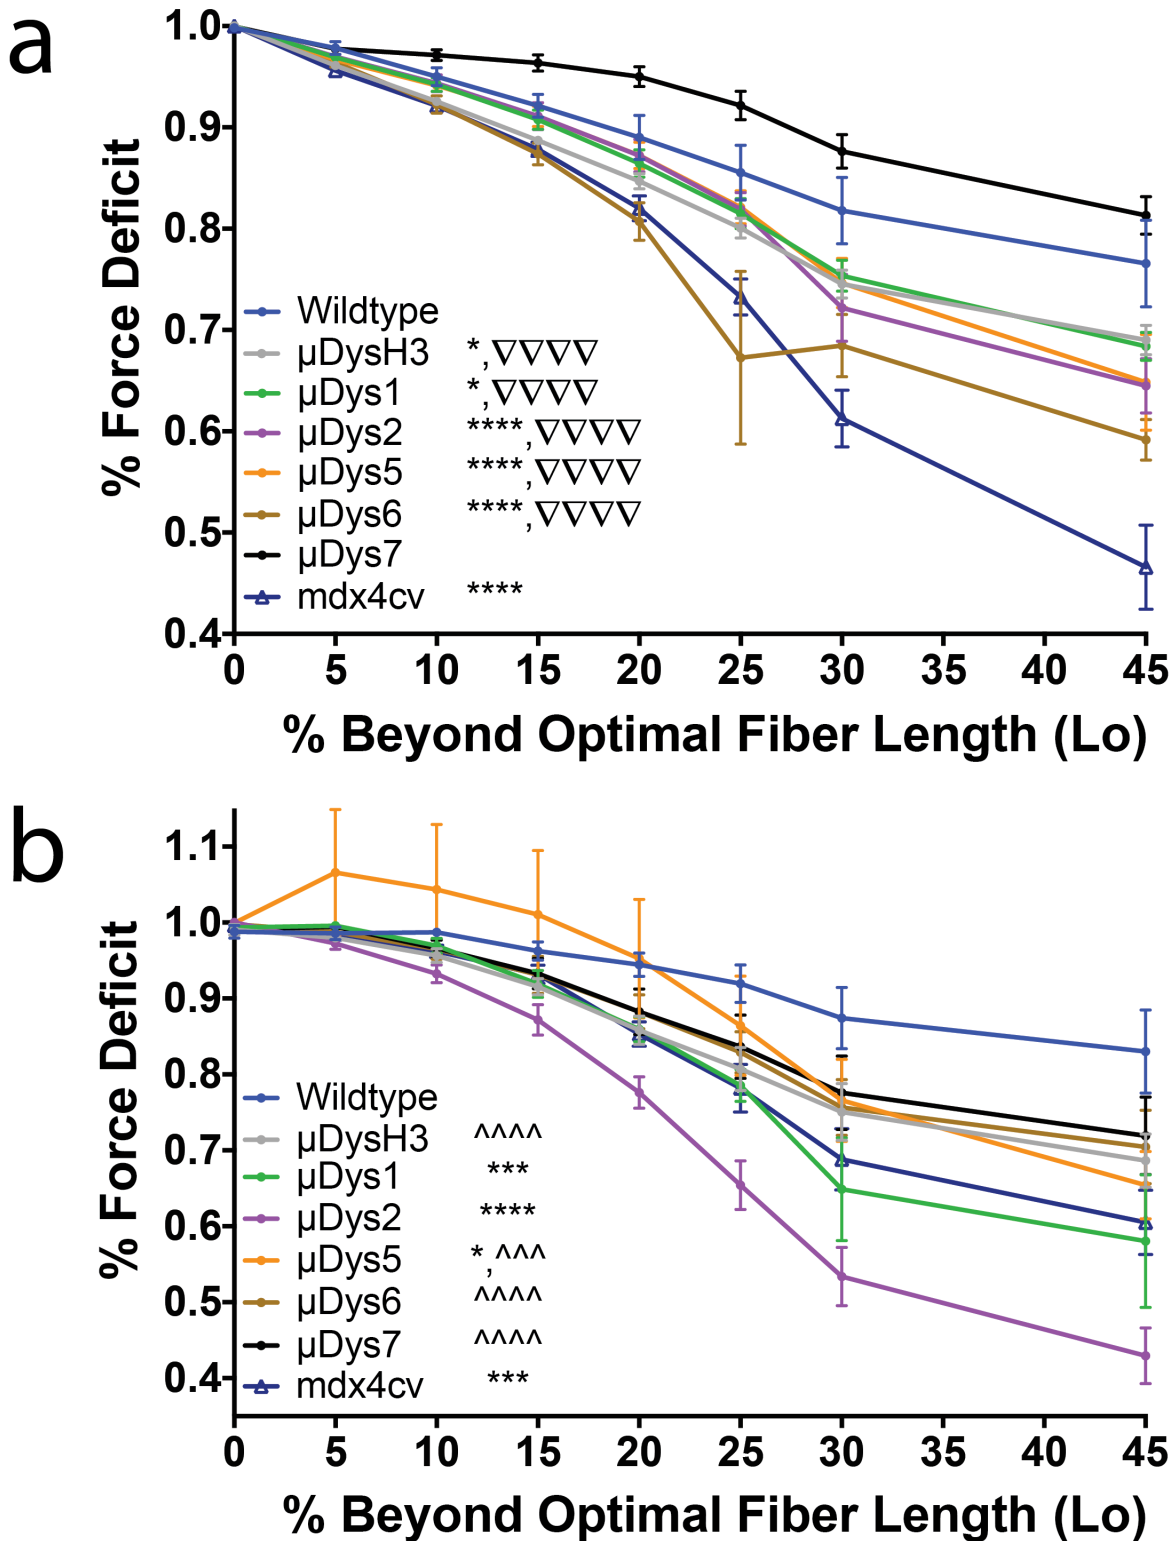 a
1.0
0.9
0.8
0.7
0.6
0.5
0.4
% Force Deficit
Wildtype
µDysH3 *,▽▽▽▽
µDys1 *,▽▽▽▽
µDys2 ****,▽▽▽▽
µDys5 ****,▽▽▽▽
µDys6 ****,▽▽▽▽
µDys7
mdx4cv ****
0 5 10 15 20 25 30 35 40 45
% Beyond Optimal Fiber Length (Lo)
b
1.1
1.0
0.9
0.8
0.7
0.6
0.5
0.4
% Force Deficit
Wildtype
µDysH3 ^^^^
µDys1 ***
µDys2 ****
µDys5 *,^^^
µDys6 ^^^^
µDys7 ^^^^
mdx4cv ***
0 5 10 15 20 25 30 35 40 45
% Beyond Optimal Fiber Length (Lo)